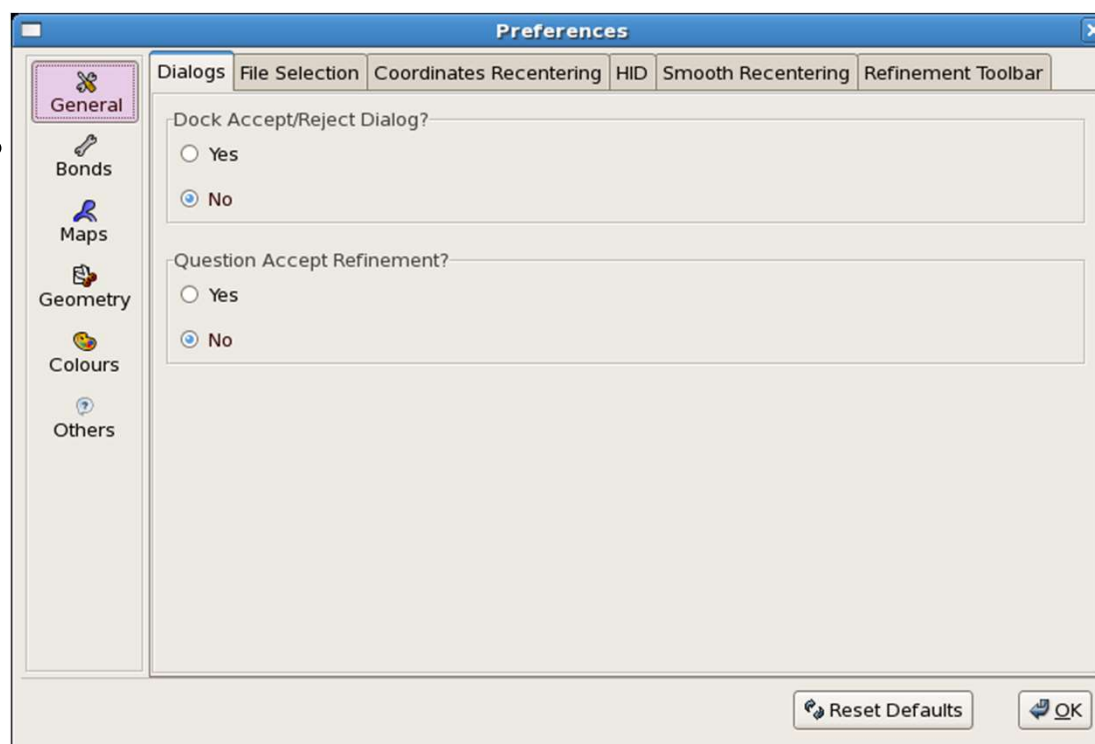 Preferences
General
Bonds
Maps
Geometry
Colours
Others
Dialogs File Selection Coordinates Recentering HID Smooth Recentering Refinement Toolbar
Dock Accept/Reject Dialog?
Yes
No
Question Accept Refinement?
Yes
No
Reset Defaults OK